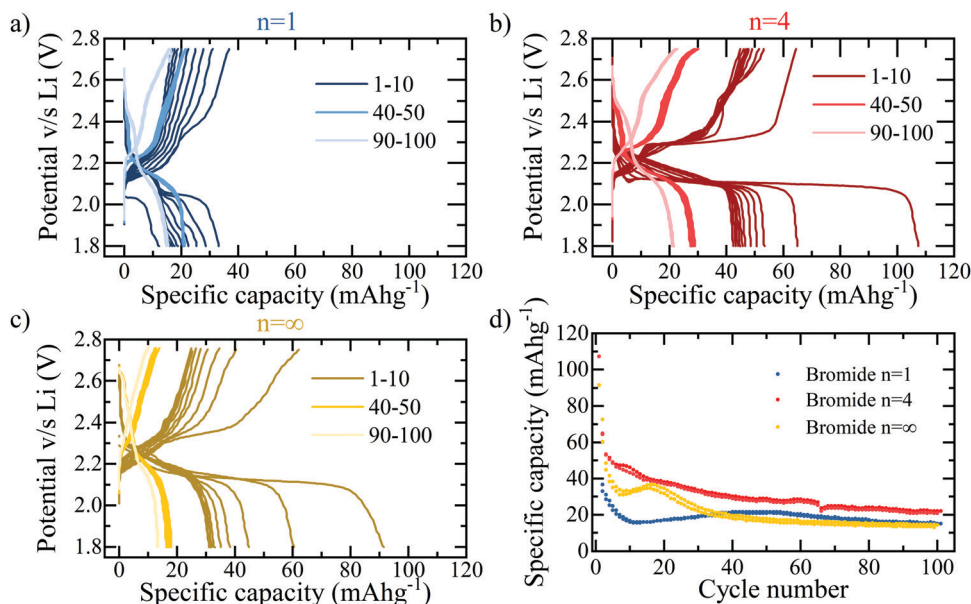 a)
n=1
2.8
2.6
2.4
2.2
2.0
1.8
Potential v/s Li (V)
1-10
40-50
90-100
0 20 40 60 80 100 120
Specific capacity (mAhg⁻¹)
b)
n=4
2.8
2.6
2.4
2.2
2.0
1.8
Potential v/s Li (V)
1-10
40-50
90-100
0 20 40 60 80 100 120
Specific capacity (mAhg⁻¹)
c)
n=∞
2.8
2.6
2.4
2.2
2.0
1.8
Potential v/s Li (V)
1-10
40-50
90-100
0 20 40 60 80 100 120
Specific capacity (mAhg⁻¹)
d)
120
100
80
60
40
20
0
Specific capacity (mAhg⁻¹)
Bromide n=1
Bromide n=4
Bromide n=∞
0 20 40 60 80 100
Cycle number